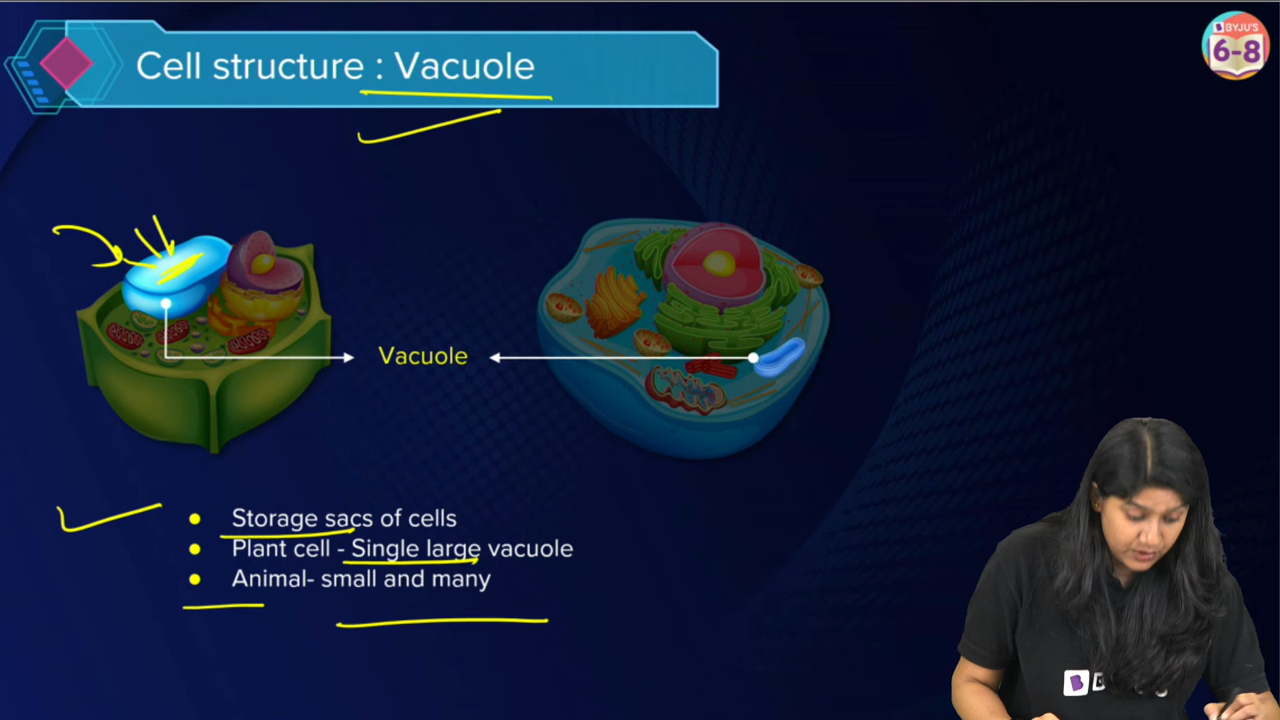 Cell structure : Vacuole
BYJU'S
6-8
Vacuole
Storage sacs of cells
Plant cell - Single large vacuole
Animal- small and many